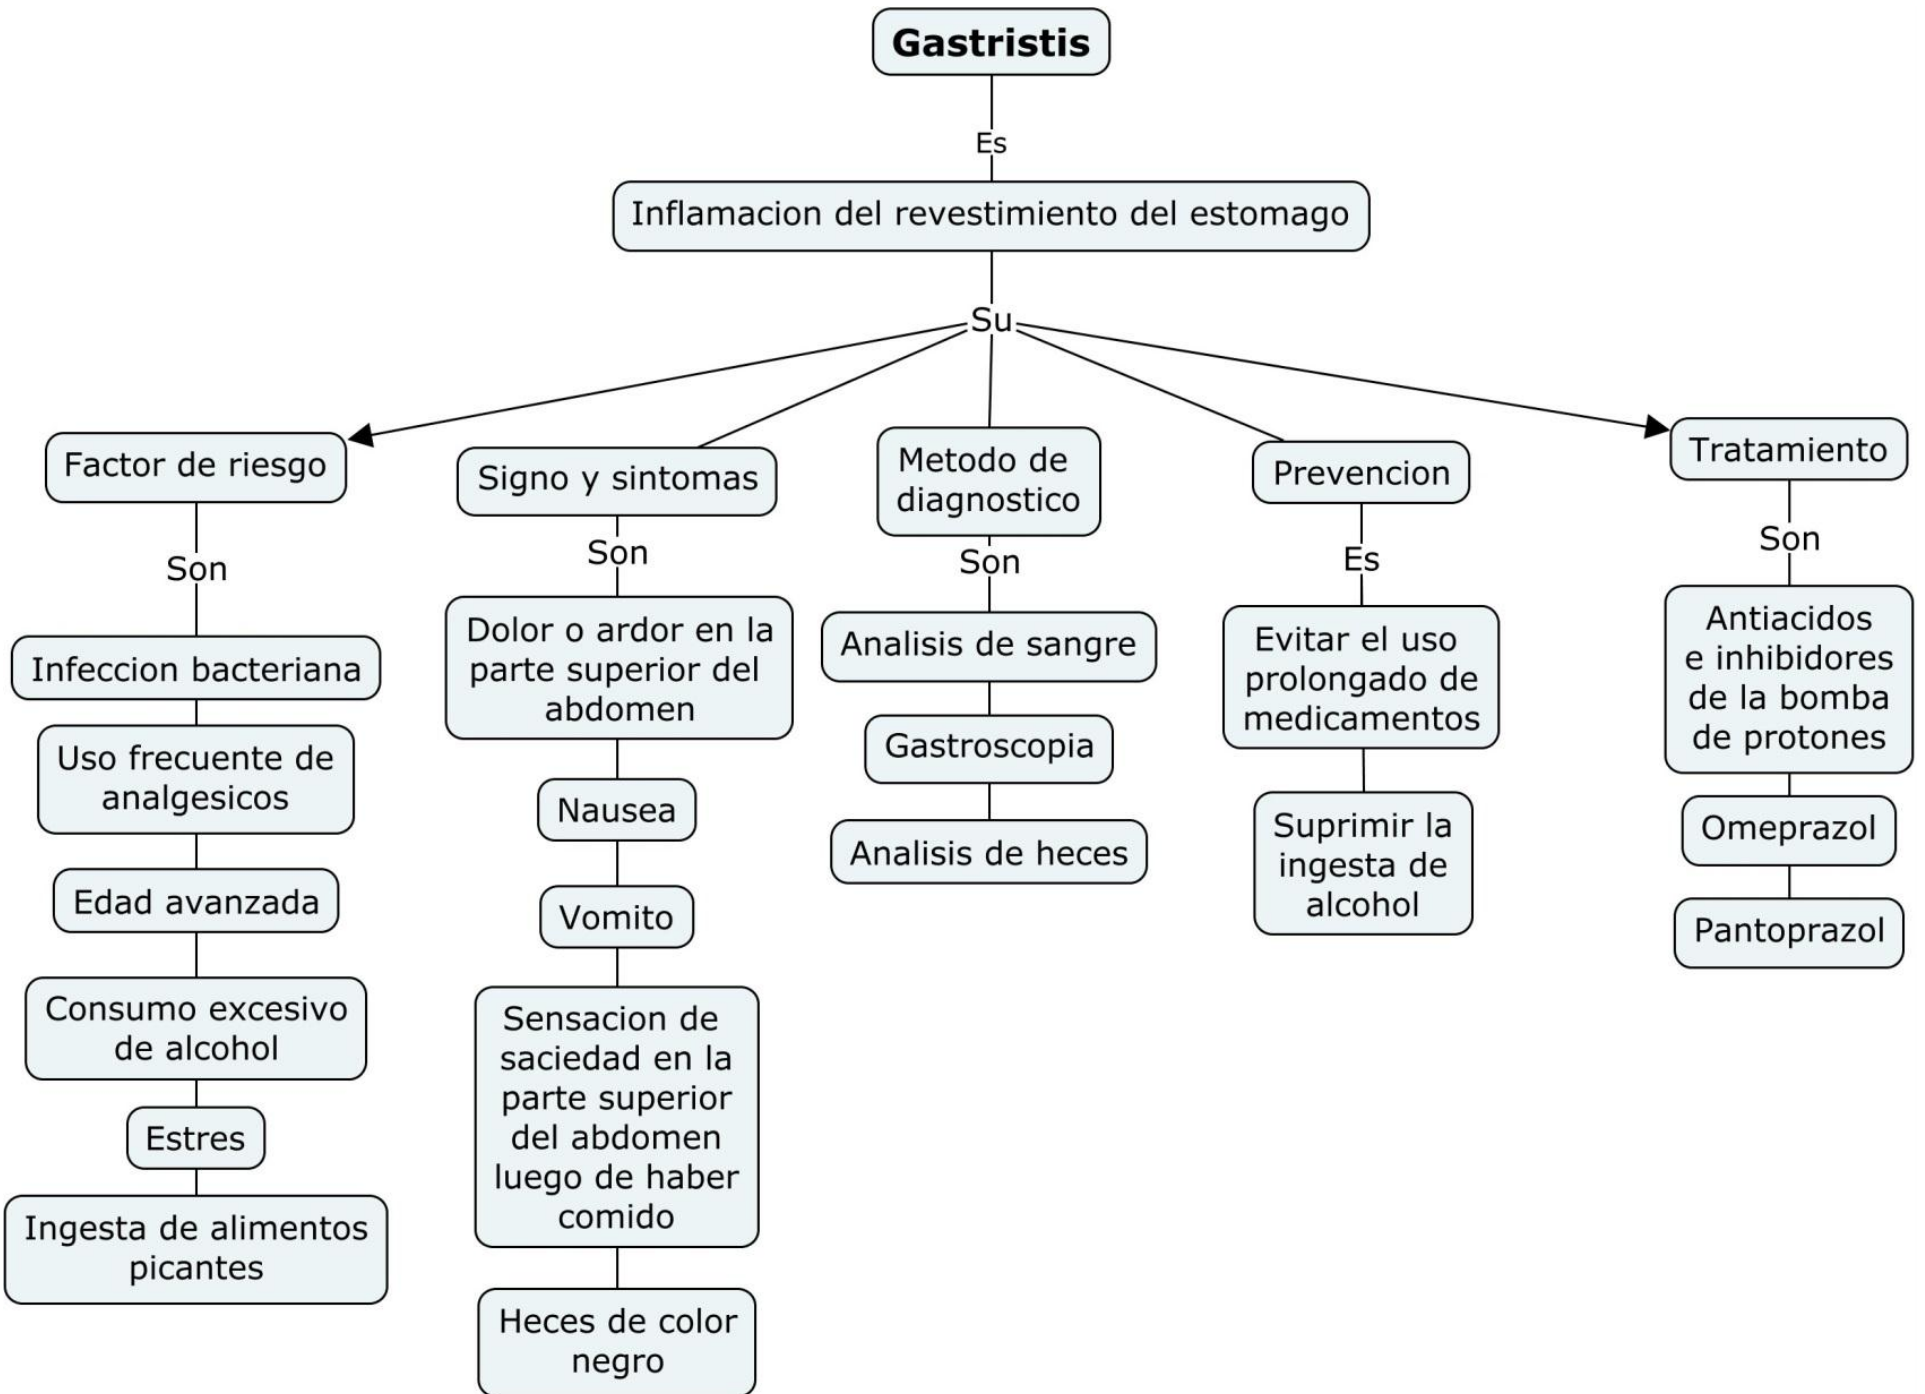 Gastristis
Es
Inflamacion del revestimiento del estomago
Su
Factor de riesgo
Son
Infeccion bacteriana
Uso frecuente de
analgesicos
Edad avanzada
Consumo excesivo
de alcohol
Estres
Ingesta de alimentos
picantes
Signo y sintomas
Son
Dolor o ardor en la
parte superior del
abdomen
Nausea
Vomito
Sensacion de
saciedad en la
parte superior
del abdomen
luego de haber
comido
Heces de color
negro
Metodo de
diagnostico
Son
Analisis de sangre
Gastroscopia
Analisis de heces
Prevencion
Es
Evitar el uso
prolongado de
medicamentos
Suprimir la
ingesta de
alcohol
Tratamiento
Son
Antiacidos
e inhibidores
de la bomba
de protones
Omeprazol
Pantoprazol